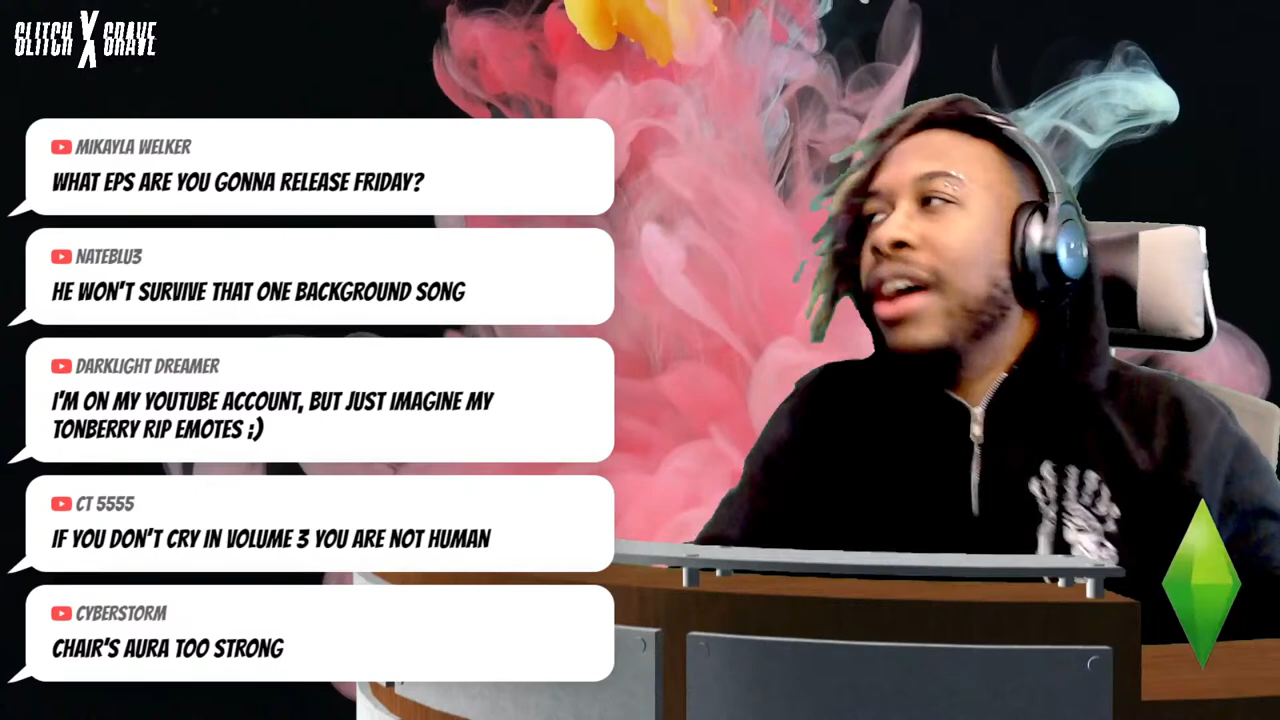 GLITCH X GRAVE
MIKAYLA WELKER
WHAT EPS ARE YOU GONNA RELEASE FRIDAY?
NATEBLU3
HE WON'T SURVIVE THAT ONE BACKGROUND SONG
DARKLIGHT DREAMER
I'M ON MY YOUTUBE ACCOUNT, BUT JUST IMAGINE MY
TONBERRY RIP EMOTES ;)
CT 5555
IF YOU DON'T CRY IN VOLUME 3 YOU ARE NOT HUMAN
CYBERSTORM
CHAIR'S AURA TOO STRONG